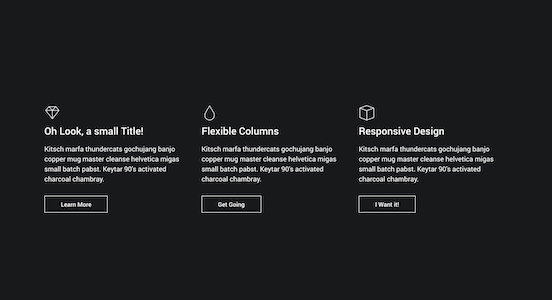 Oh Look, a small Title!
Kitsch marfa thundercats gochujang banjo
copper mug master cleanse helvetica migas
small batch pabst. Keytar 90's activated
charcoal chambray.
Learn More
Flexible Columns
Kitsch marfa thundercats gochujang banjo
copper mug master cleanse helvetica migas
small batch pabst. Keytar 90's activated
charcoal chambray.
Get Going
Responsive Design
Kitsch marfa thundercats gochujang banjo
copper mug master cleanse helvetica migas
small batch pabst. Keytar 90's activated
charcoal chambray.
I Want it!